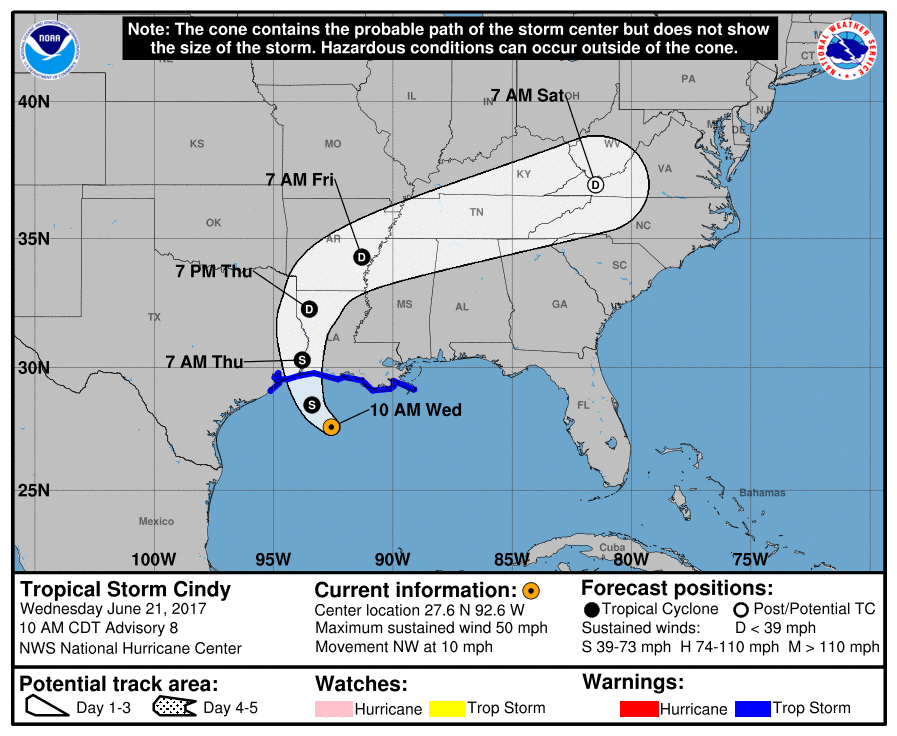 Note: The cone contains the probable path of the storm center but does not show
the size of the storm. Hazardous conditions can occur outside of the cone.
NOAA
NATIONAL WEATHER SERVICE
40N
35N
30N
25N
100W
95W
90W
85W
80W
75W
7 AM Sat
7 AM Fri
7 PM Thu
7 AM Thu
10 AM Wed
D
D
D
S
S
NE
IL
IN
OH
PA
CT
NJ
DE
KS
MO
WV
VA
KY
OK
TN
NC
AR
SC
TX
LA
MS
AL
GA
FL
Mexico
Cuba
Bahamas
Tropical Storm Cindy
Wednesday June 21, 2017
10 AM CDT Advisory 8
NWS National Hurricane Center
Current information:
Center location 27.6 N 92.6 W
Maximum sustained wind 50 mph
Movement NW at 10 mph
Forecast positions:
Tropical Cyclone Post/Potential TC
Sustained winds: D < 39 mph
S 39-73 mph H 74-110 mph M > 110 mph
Potential track area:
Day 1-3 Day 4-5
Watches:
Hurricane Trop Storm
Warnings:
Hurricane Trop Storm